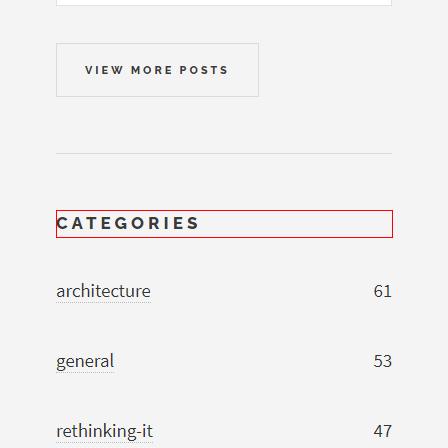 VIEW MORE POSTS
CATEGORIES
architecture 61
general 53
rethinking-it 47